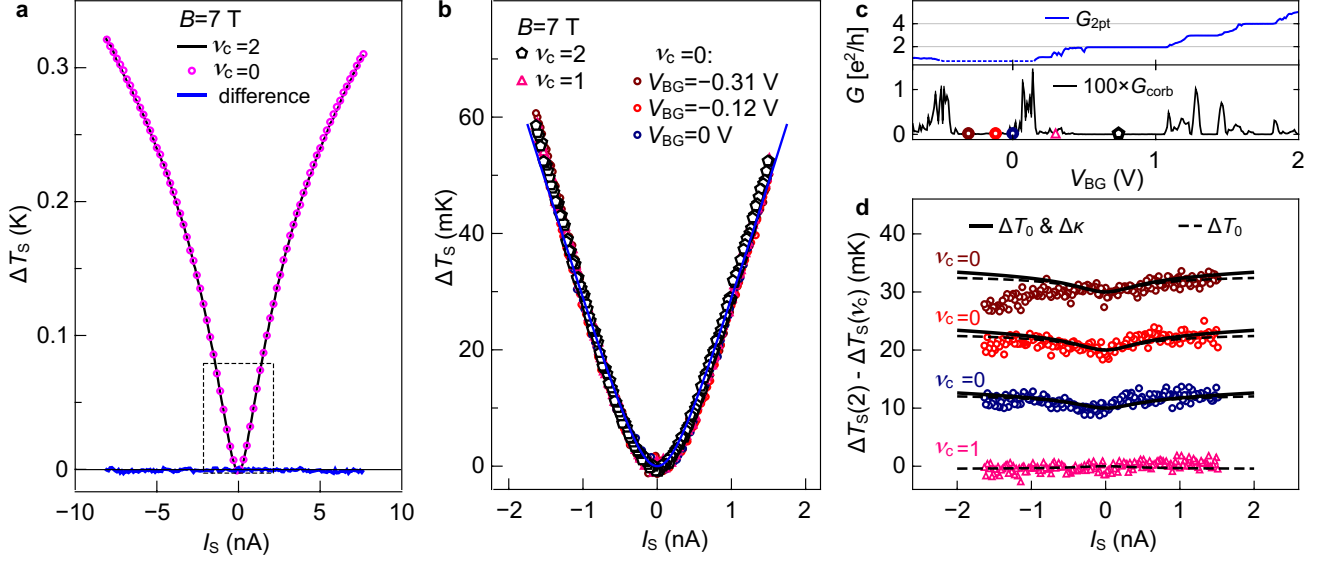 a
B=7 T
ν_c=2
ν_c=0
difference
0.3
0.2
0.1
0
ΔT_S (K)
−10
−5
0
5
10
I_S (nA)
b
B=7 T
ν_c=2
ν_c=1
ν_c=0:
V_BG=−0.31 V
V_BG=−0.12 V
V_BG=0 V
60
40
20
0
ΔT_S (mK)
−2
−1
0
1
2
I_S (nA)
c
G_2pt
4
2
G [e²/h]
100×G_corb
1
0
0
1
2
V_BG (V)
d
ΔT_0 & Δκ
ΔT_0
40
30
20
10
0
ΔT_S(2) - ΔT_S(ν_c) (mK)
ν_c=0
ν_c=0
ν_c=0
ν_c=1
−2
−1
0
1
2
I_S (nA)